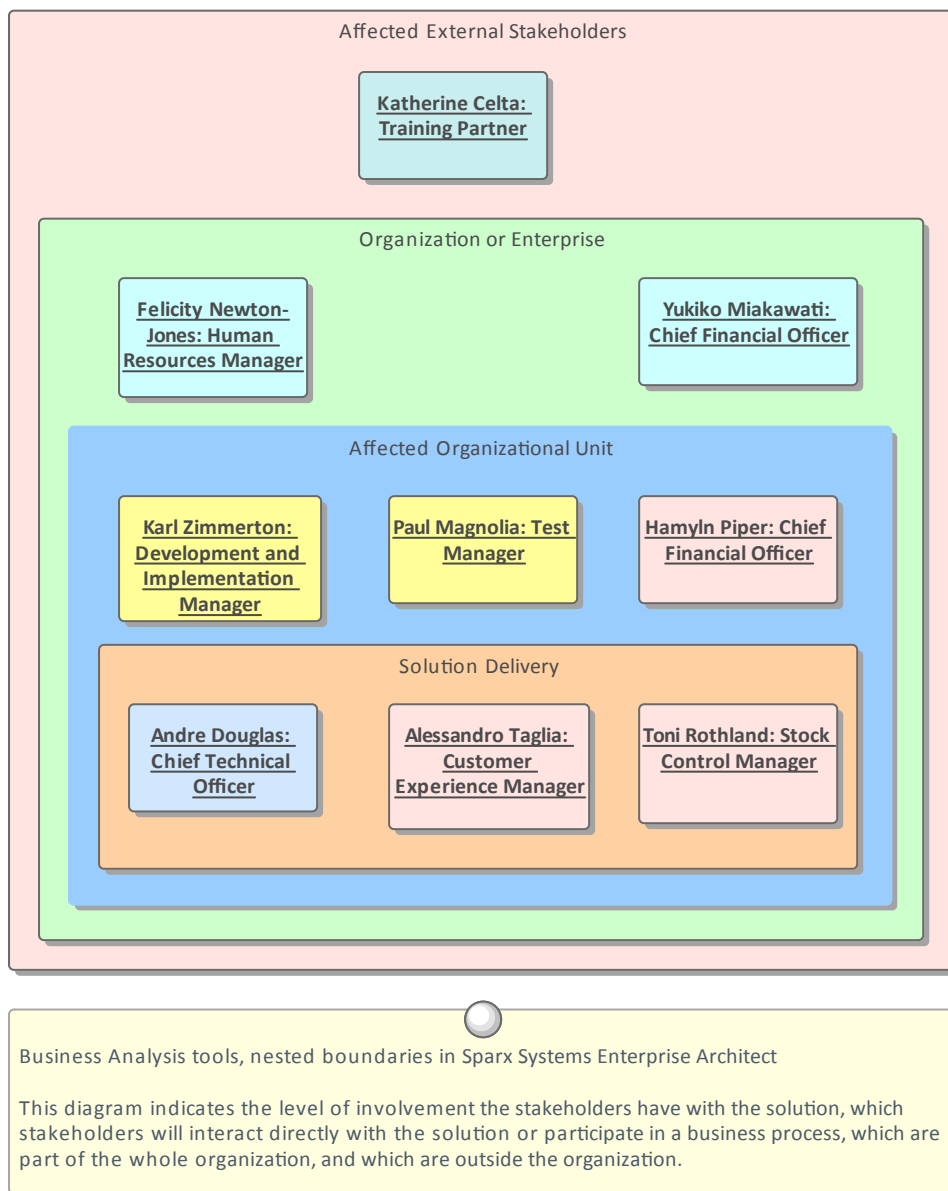 Affected External Stakeholders
Katherine Celta:
Training Partner
Organization or Enterprise
Felicity Newton-
Jones: Human
Resources Manager
Yukiko Miakawati:
Chief Financial Officer
Affected Organizational Unit
Karl Zimmerton:
Development and
Implementation
Manager
Paul Magnolia: Test
Manager
Hamyln Piper: Chief
Financial Officer
Solution Delivery
Andre Douglas:
Chief Technical
Officer
Alessandro Taglia:
Customer
Experience Manager
Toni Rothland: Stock
Control Manager
Business Analysis tools, nested boundaries in Sparx Systems Enterprise Architect
This diagram indicates the level of involvement the stakeholders have with the solution, which
stakeholders will interact directly with the solution or participate in a business process, which are
part of the whole organization, and which are outside the organization.